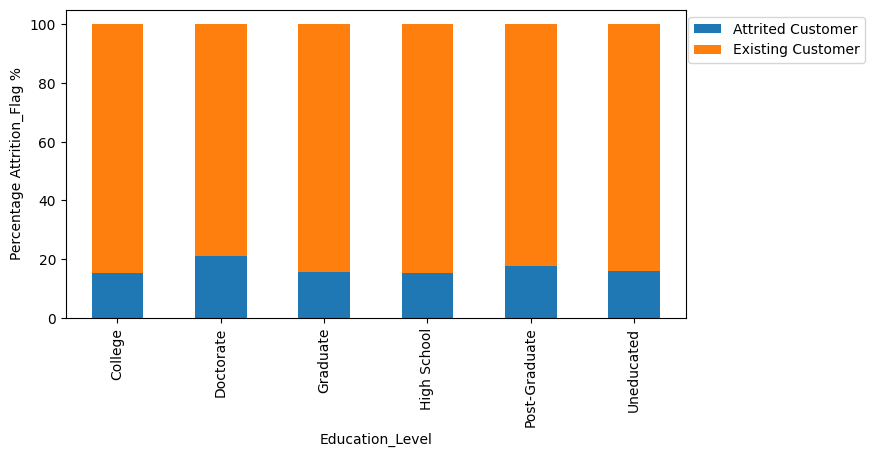 100
80
60
40
20
0
Percentage Attrition_Flag %
Attrited Customer
Existing Customer
College
Doctorate
Graduate
High School
Post-Graduate
Uneducated
Education_Level